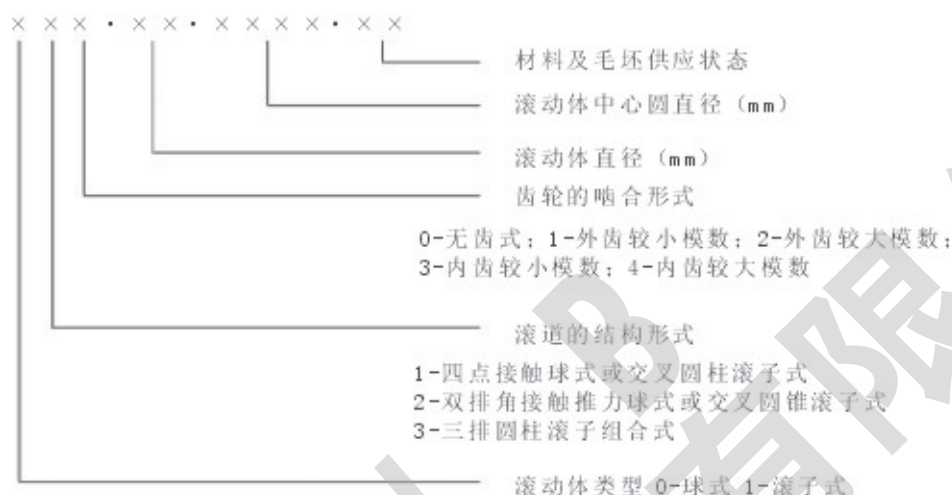 ×××·××·××××·××
材料及毛坯供应状态
滚动体中心圆直径（mm）
滚动体直径（mm）
齿轮的啮合形式
0-无齿式；1-外齿较小模数；2-外齿较大模数；
3-内齿较小模数；4-内齿较大模数
滚道的结构形式
1-四点接触球式或交叉圆柱滚子式
2-双排角接触推力球式或交叉圆锥滚子式
3-三排圆柱滚子组合式
滚动体类型 0-球式 1-滚子式
B
有限